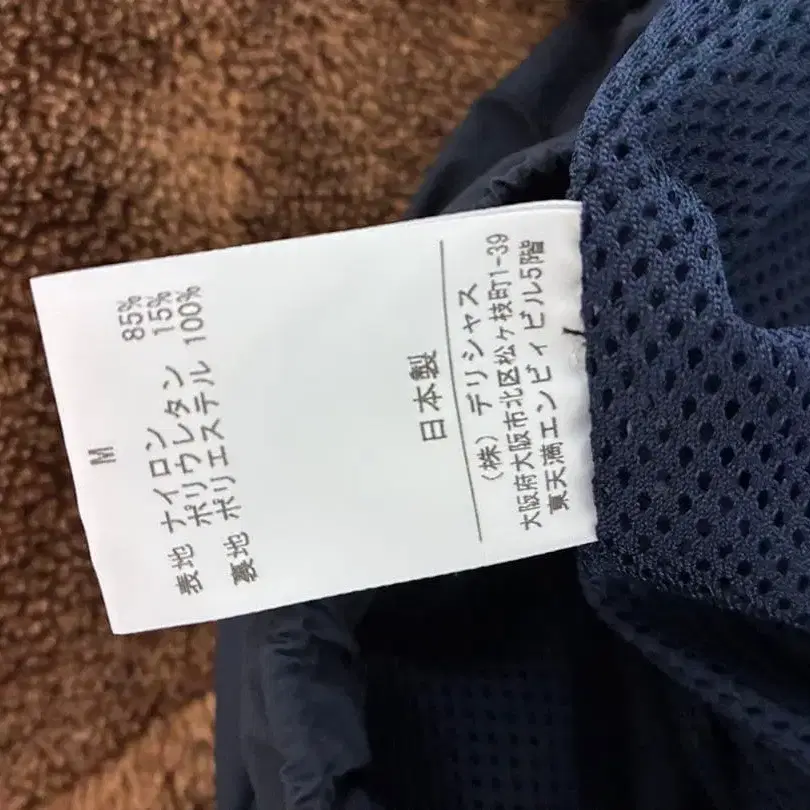 M
表地 ナイロン 85%
ポリウレタン 15%
裏地 ポリエステル 100%
日本製
(株) デリシャス
大阪府大阪市北区松ヶ枝町1-39
東天満エンビィビル5階